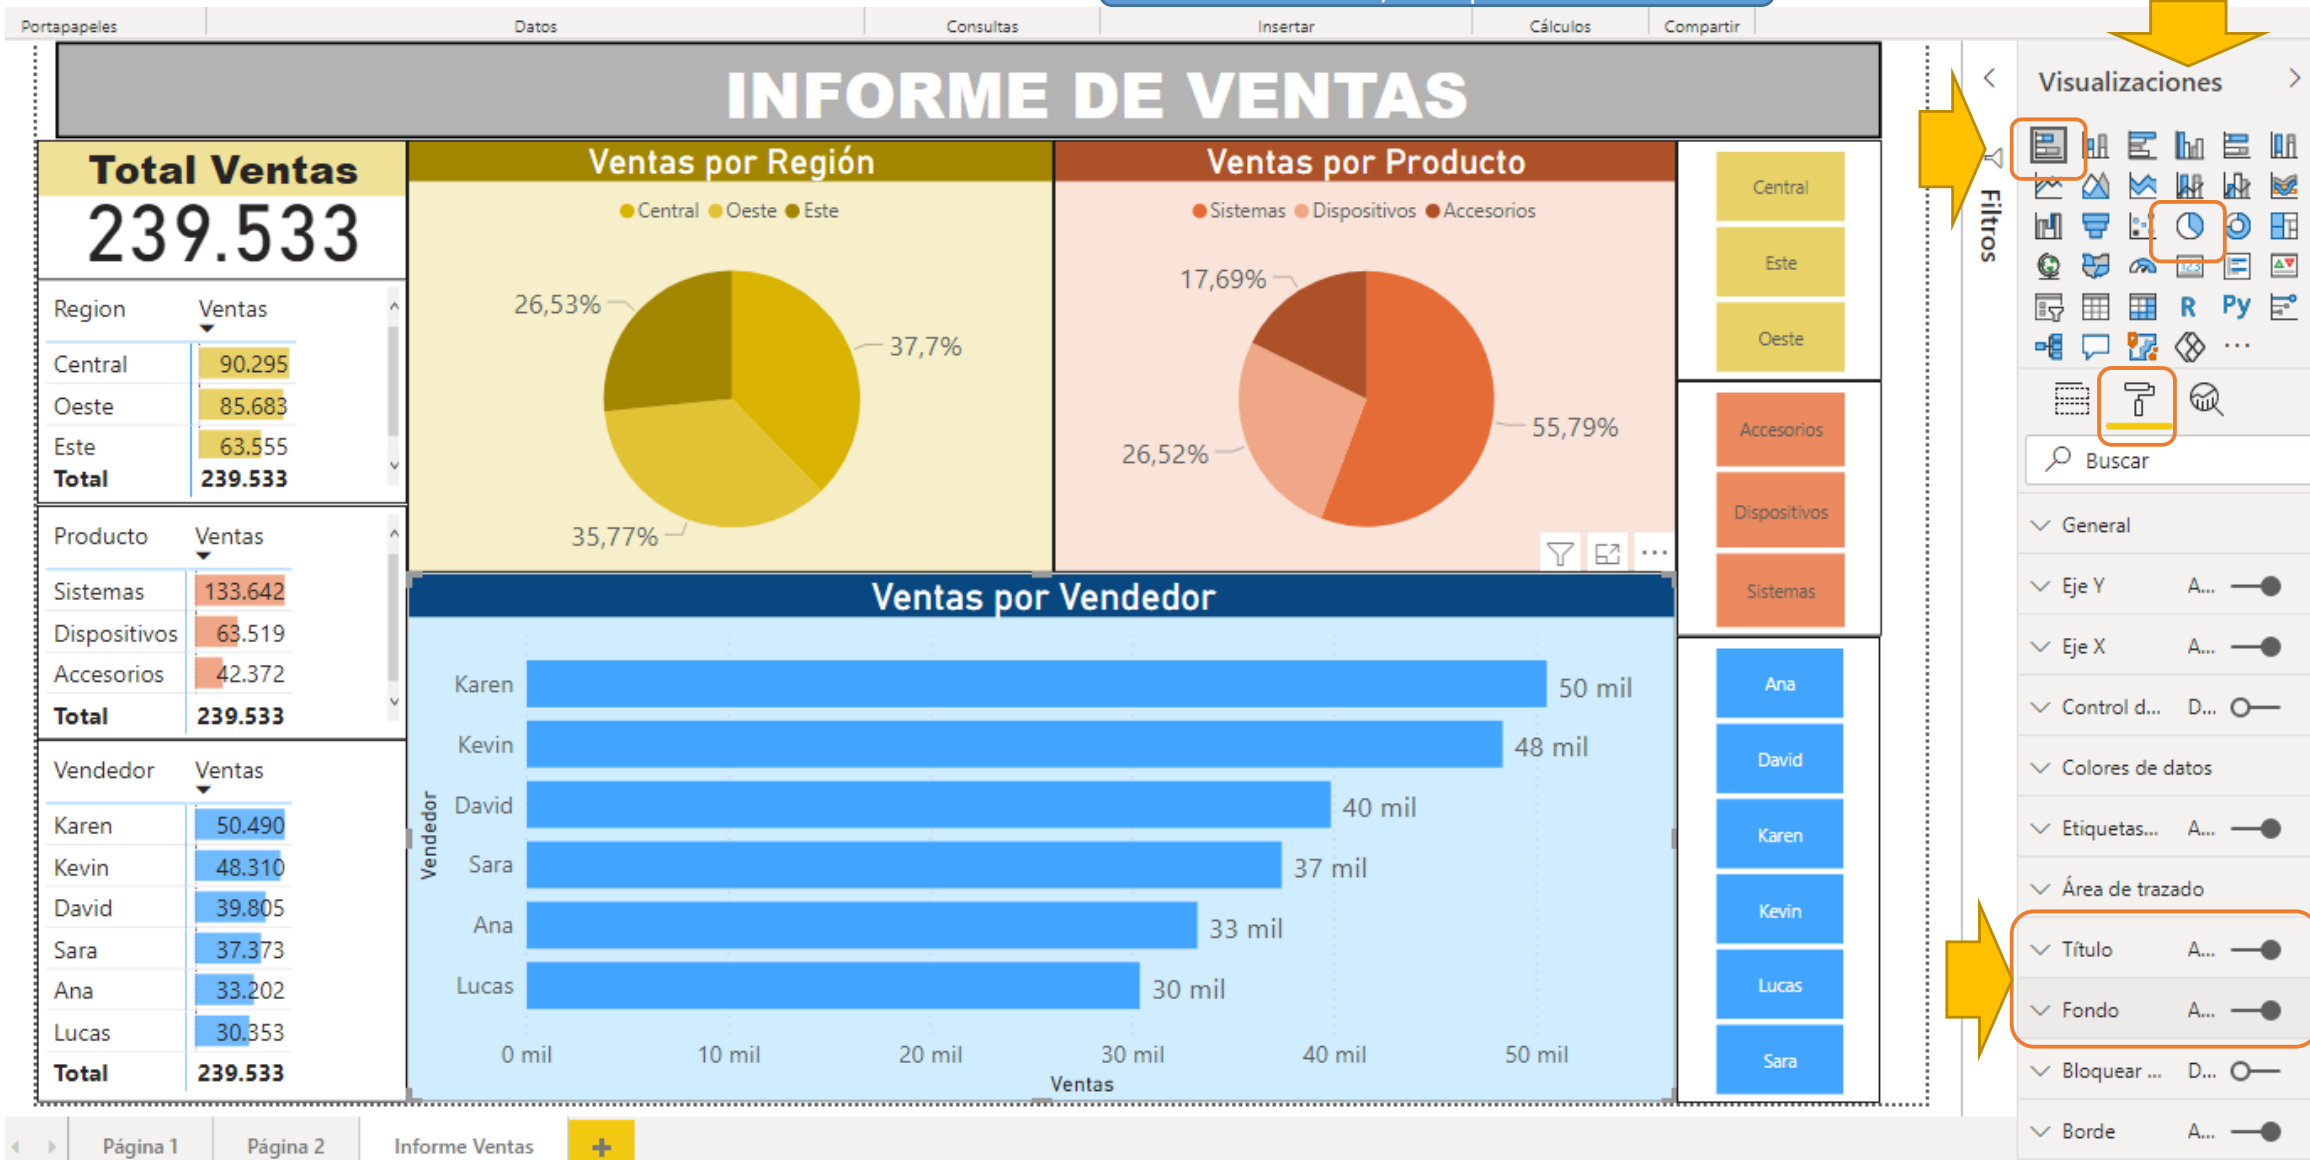 Portapapeles Datos Consultas Insertar Cálculos Compartir
INFORME DE VENTAS
Total Ventas
239.533
Region Ventas
Central 90.295
Oeste 85.683
Este 63.555
Total 239.533
Producto Ventas
Sistemas 133.642
Dispositivos 63.519
Accesorios 42.372
Total 239.533
Vendedor Ventas
Karen 50.490
Kevin 48.310
David 39.805
Sara 37.373
Ana 33.202
Lucas 30.353
Total 239.533
Ventas por Región
Central Oeste Este
26,53%
37,7%
35,77%
Ventas por Producto
Sistemas Dispositivos Accesorios
17,69%
55,79%
26,52%
Ventas por Vendedor
Vendedor
Karen 50 mil
Kevin 48 mil
David 40 mil
Sara 37 mil
Ana 33 mil
Lucas 30 mil
0 mil 10 mil 20 mil 30 mil 40 mil 50 mil
Ventas
Central
Este
Oeste
Accesorios
Dispositivos
Sistemas
Ana
David
Karen
Kevin
Lucas
Sara
Filtros
Visualizaciones
123
R Py
Buscar
General
Eje Y A...
Eje X A...
Control d... D...
Colores de datos
Etiquetas... A...
Área de trazado
Título A...
Fondo A...
Bloquear ... D...
Borde A...
Página 1 Página 2 Informe Ventas +